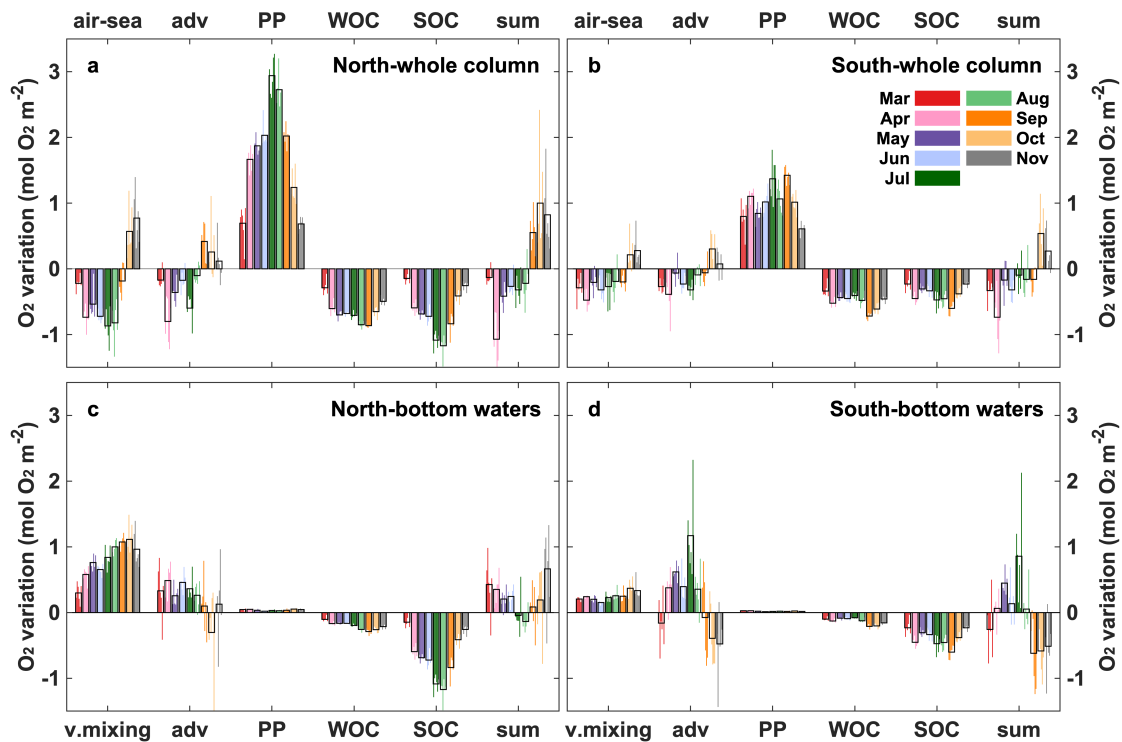 air-sea adv PP WOC SOC sum
air-sea adv PP WOC SOC sum
a North-whole column
b South-whole column
O2 variation (mol O2 m-2)
3
2
1
0
-1
Mar
Apr
May
Jun
Jul
Aug
Sep
Oct
Nov
3
2
1
0
-1
O2 variation (mol O2 m-2)
c North-bottom waters
d South-bottom waters
O2 variation (mol O2 m-2)
3
2
1
0
-1
3
2
1
0
-1
O2 variation (mol O2 m-2)
v.mixing adv PP WOC SOC sum
v.mixing adv PP WOC SOC sum